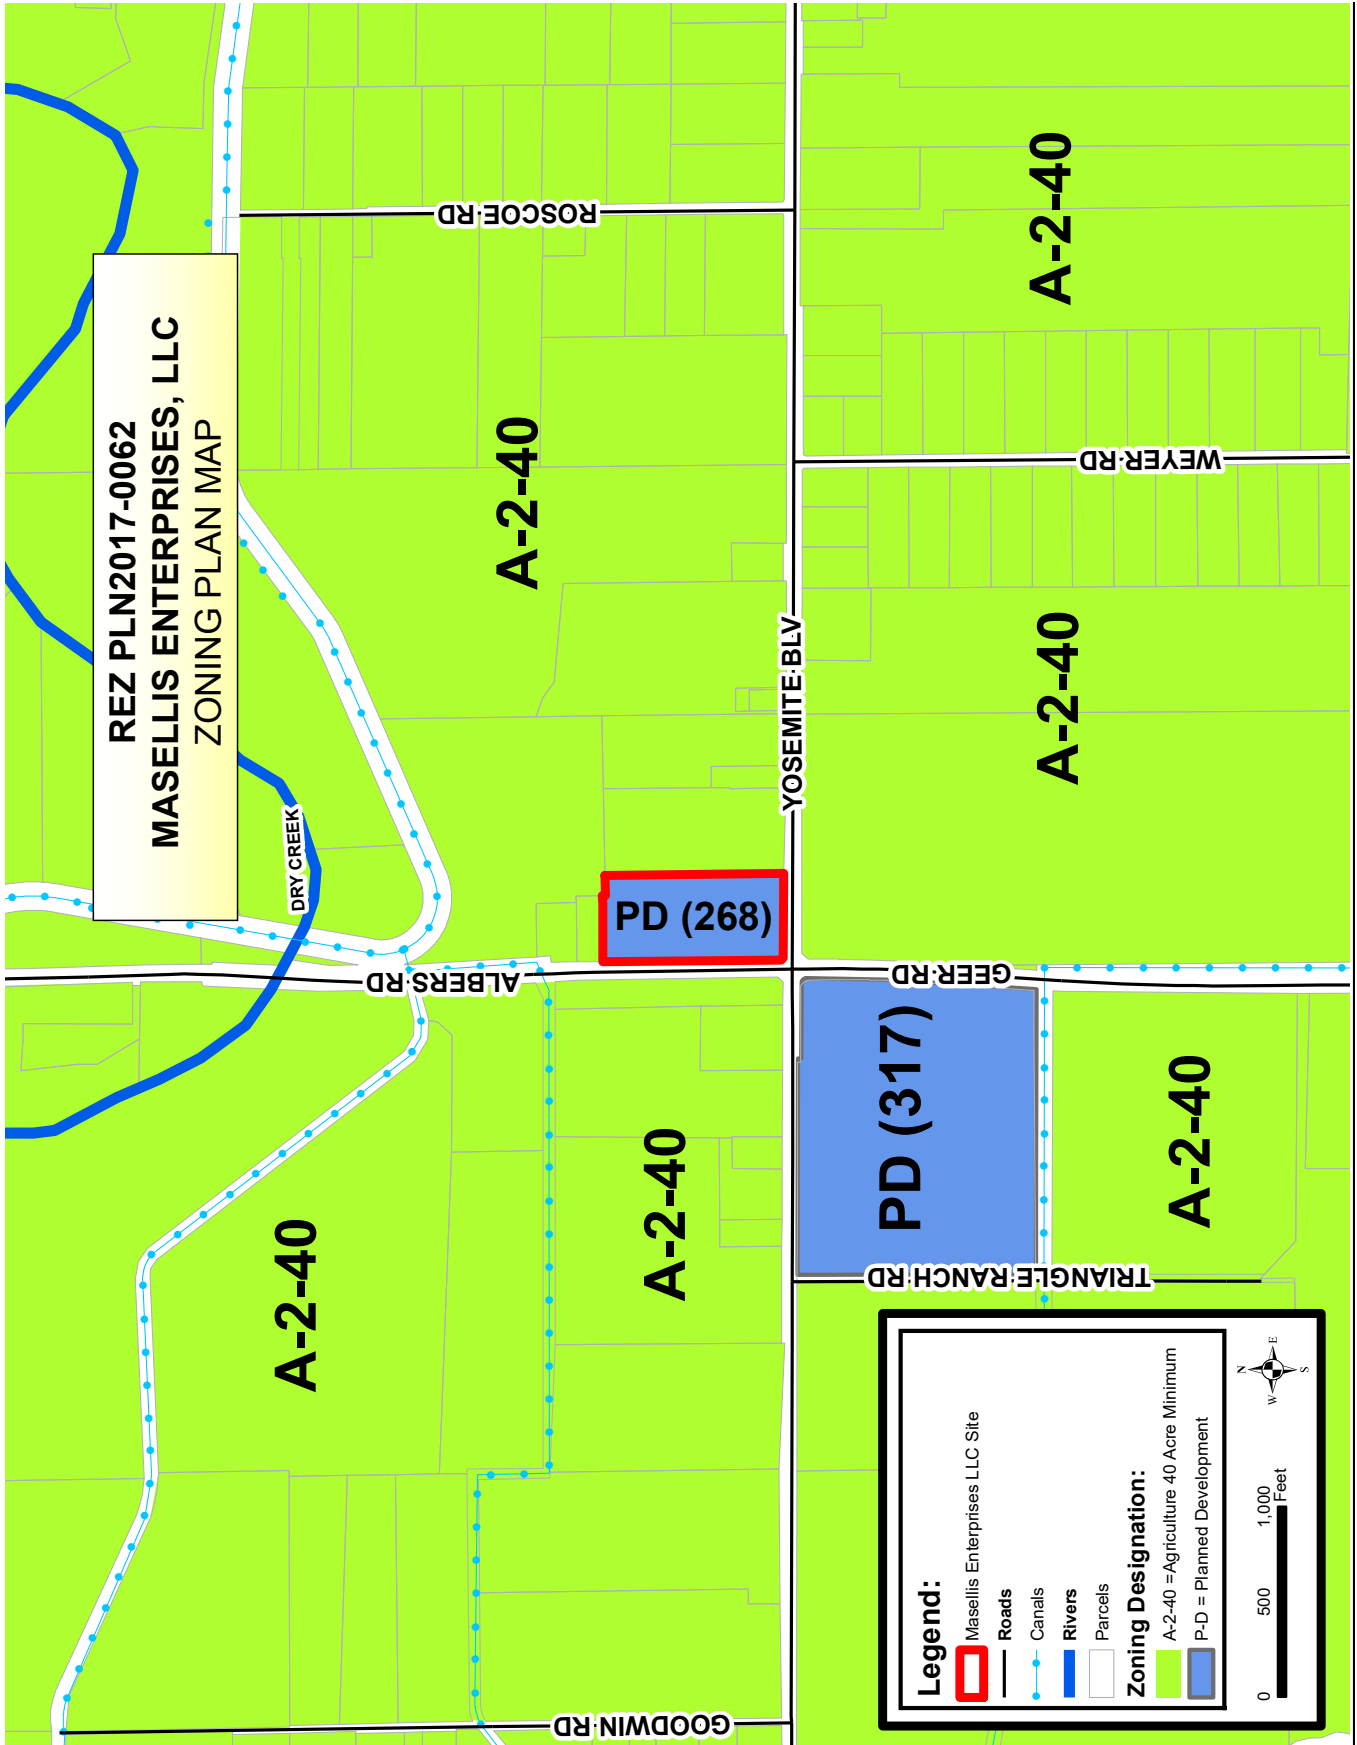 REZ PLN2017-0062
MASELLIS ENTERPRISES, LLC
ZONING PLAN MAP
DRY CREEK
ALBERS RD
ROSCOE RD
A-2-40
A-2-40
A-2-40
PD (268)
GOODWIN RD
YOSEMITE BLV
GEER RD
WEYER RD
PD (317)
TRIANGLE RANCH RD
A-2-40
A-2-40
A-2-40
Legend:
Masellis Enterprises LLC Site
Roads
Canals
Rivers
Parcels
Zoning Designation:
A-2-40 =Agriculture 40 Acre Minimum
P-D = Planned Development
0 500 1,000
Feet
N
W E
S